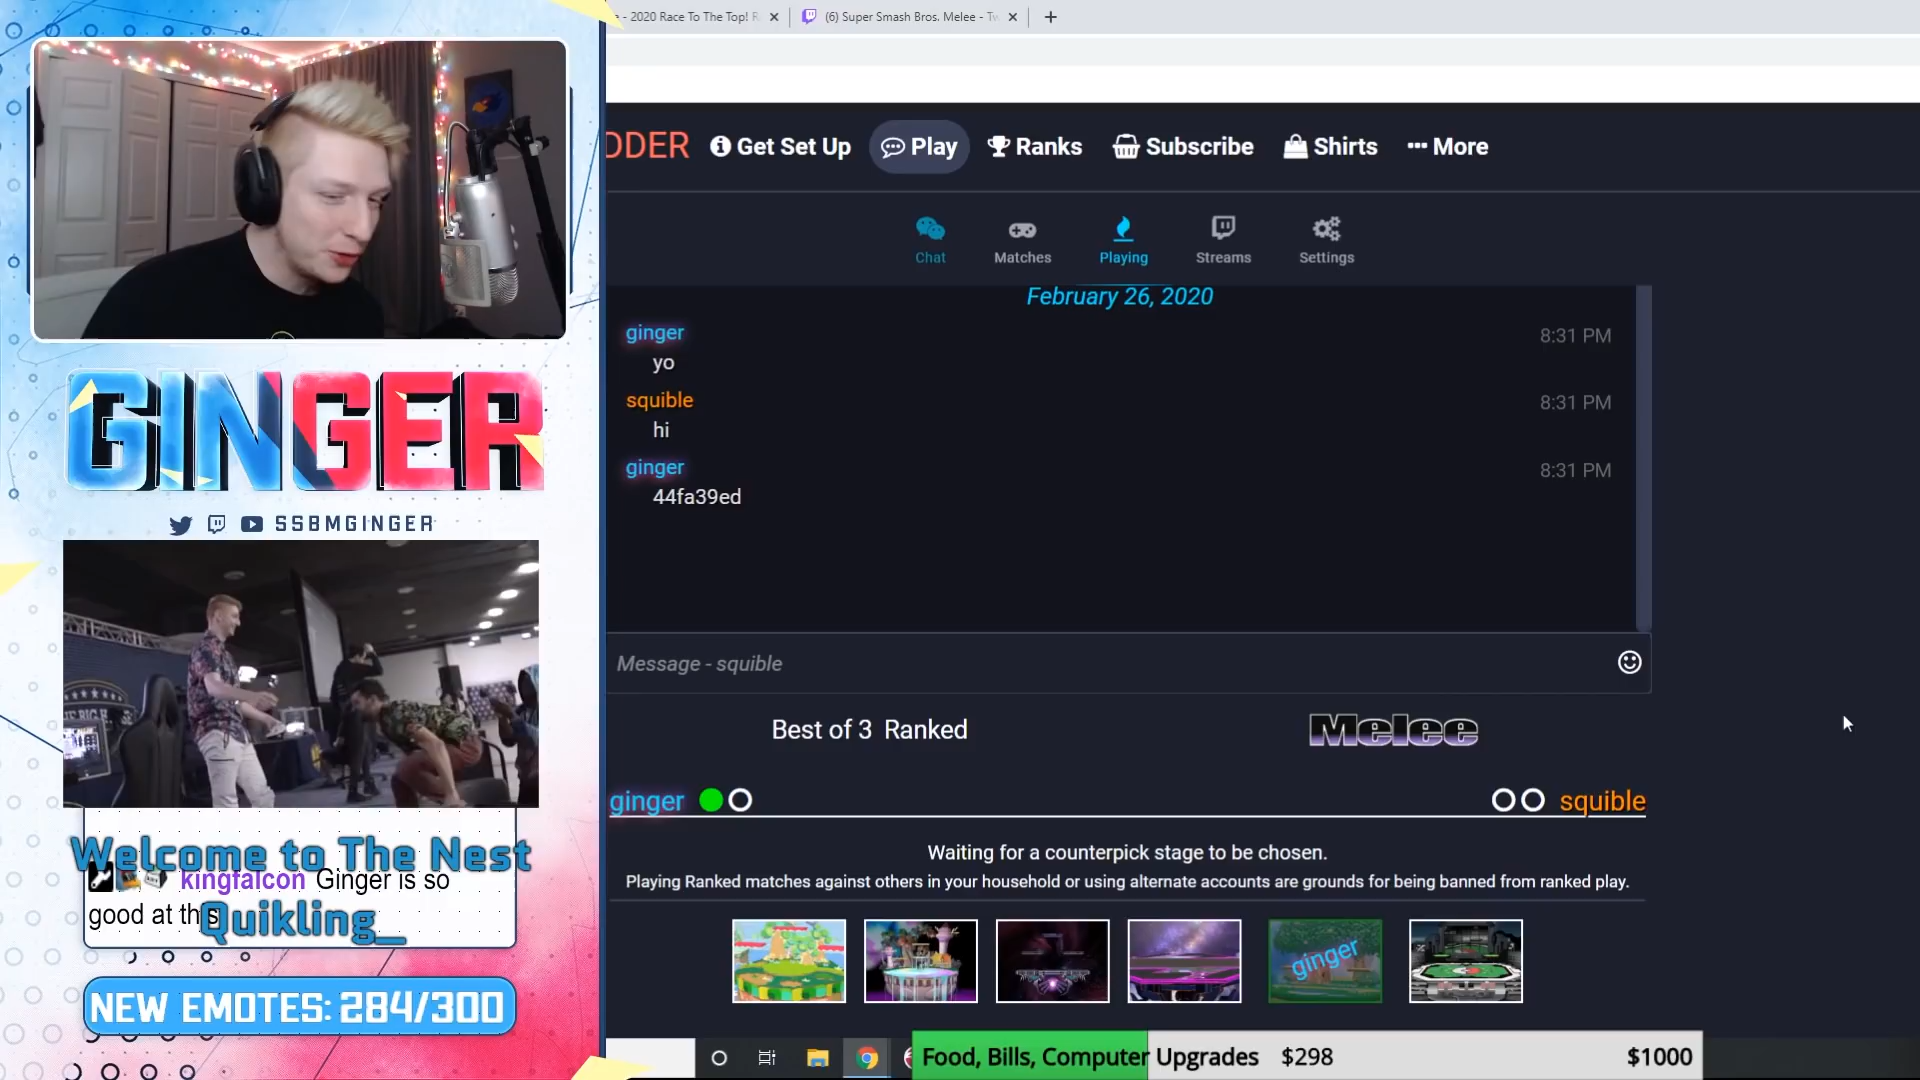 e - 2020 Race To The Top! R
(6) Super Smash Bros. Melee - Tw
DDER
Get Set Up
Play
Ranks
Subscribe
Shirts
More
Chat
Matches
Playing
Streams
Settings
February 26, 2020
ginger
8:31 PM
yo
squible
8:31 PM
hi
ginger
8:31 PM
44fa39ed
Message - squible
Best of 3 Ranked
Melee
ginger
squible
Waiting for a counterpick stage to be chosen.
Playing Ranked matches against others in your household or using alternate accounts are grounds for being banned from ranked play.
ginger
GINGER
SSBMGINGER
Welcome to The Nest
Quikling_
kingfalcon Ginger is so
good at this
NEW EMOTES: 284/300
Food, Bills, Computer Upgrades $298 $1000